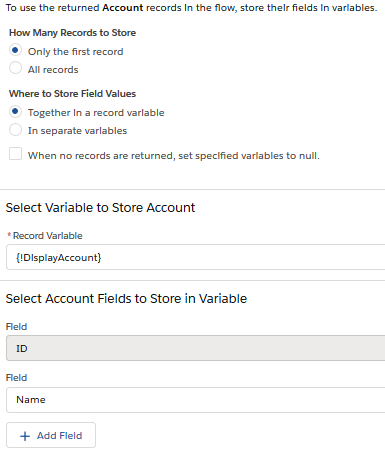 To use the returned Account records in the flow, store their fields in variables.
How Many Records to Store
Only the first record
All records
Where to Store Field Values
Together in a record variable
In separate variables
When no records are returned, set specified variables to null.
Select Variable to Store Account
*Record Variable
{!DisplayAccount}
Select Account Fields to Store in Variable
Field
ID
Field
Name
+ Add Field